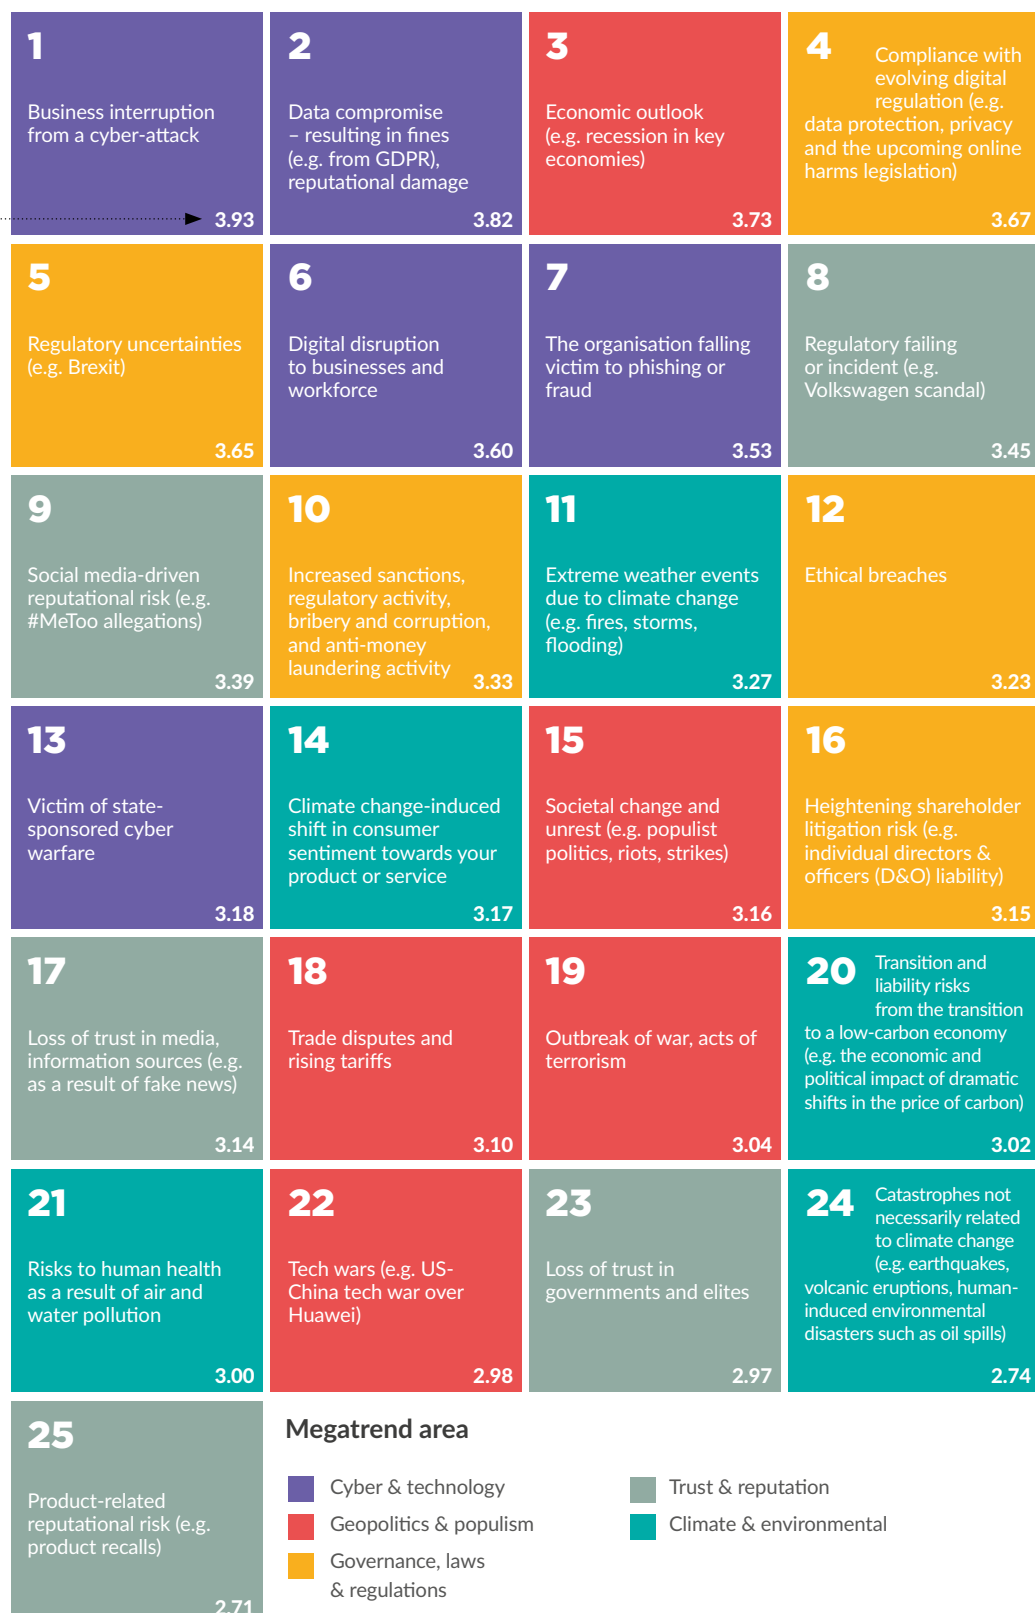 1
Business interruption
from a cyber-attack
3.93
2
Data compromise
– resulting in fines
(e.g. from GDPR),
reputational damage
3.82
3
Economic outlook
(e.g. recession in key
economies)
3.73
4
Compliance with
evolving digital
regulation (e.g.
data protection, privacy
and the upcoming online
harms legislation)
3.67
5
Regulatory uncertainties
(e.g. Brexit)
3.65
6
Digital disruption
to businesses and
workforce
3.60
7
The organisation falling
victim to phishing or
fraud
3.53
8
Regulatory failing
or incident (e.g.
Volkswagen scandal)
3.45
9
Social media-driven
reputational risk (e.g.
#MeToo allegations)
3.39
10
Increased sanctions,
regulatory activity,
bribery and corruption,
and anti-money
laundering activity
3.33
11
Extreme weather events
due to climate change
(e.g. fires, storms,
flooding)
3.27
12
Ethical breaches
3.23
13
Victim of state-
sponsored cyber
warfare
3.18
14
Climate change-induced
shift in consumer
sentiment towards your
product or service
3.17
15
Societal change and
unrest (e.g. populist
politics, riots, strikes)
3.16
16
Heightening shareholder
litigation risk (e.g.
individual directors &
officers (D&O) liability)
3.15
17
Loss of trust in media,
information sources (e.g.
as a result of fake news)
3.14
18
Trade disputes and
rising tariffs
3.10
19
Outbreak of war, acts of
terrorism
3.04
20
Transition and
liability risks
from the transition
to a low-carbon economy
(e.g. the economic and
political impact of dramatic
shifts in the price of carbon)
3.02
21
Risks to human health
as a result of air and
water pollution
3.00
22
Tech wars (e.g. US-
China tech war over
Huawei)
2.98
23
Loss of trust in
governments and elites
2.97
24
Catastrophes not
necessarily related
to climate change
(e.g. earthquakes,
volcanic eruptions, human-
induced environmental
disasters such as oil spills)
2.74
25
Product-related
reputational risk (e.g.
product recalls)
2.71
Megatrend area
Cyber & technology
Geopolitics & populism
Governance, laws
& regulations
Trust & reputation
Climate & environmental